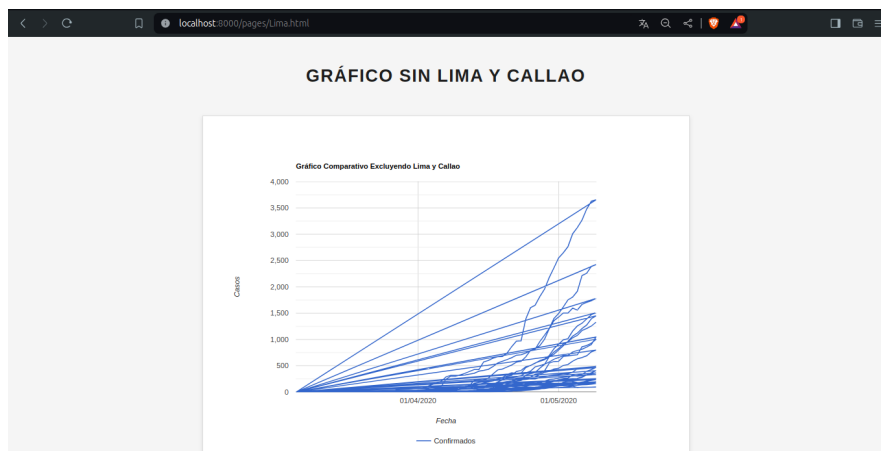 localhost:8000/pages/Lima.html
GRÁFICO SIN LIMA Y CALLAO
Gráfico Comparativo Excluyendo Lima y Callao
4,000
3,500
3,000
2,500
2,000
1,500
1,000
500
0
Casos
01/04/2020
01/05/2020
Fecha
Confirmados